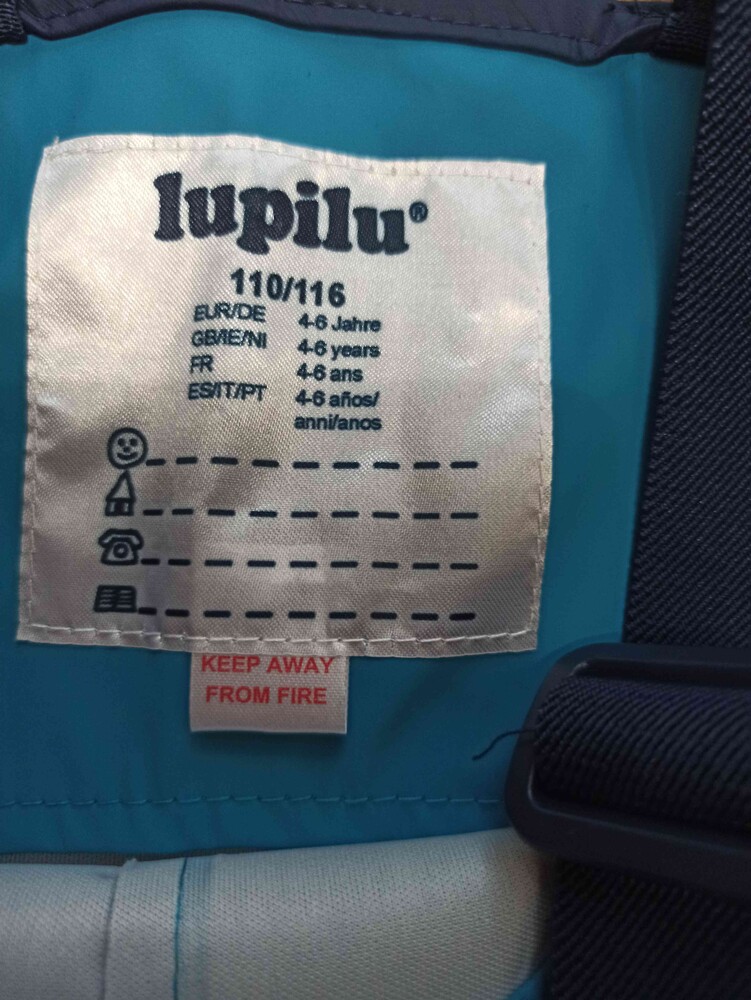 lupilu®
110/116
EUR/DE 4-6 Jahre
GB/IE/NI 4-6 years
FR 4-6 ans
ES/IT/PT 4-6 años/
anni/anos
KEEP AWAY
FROM FIRE